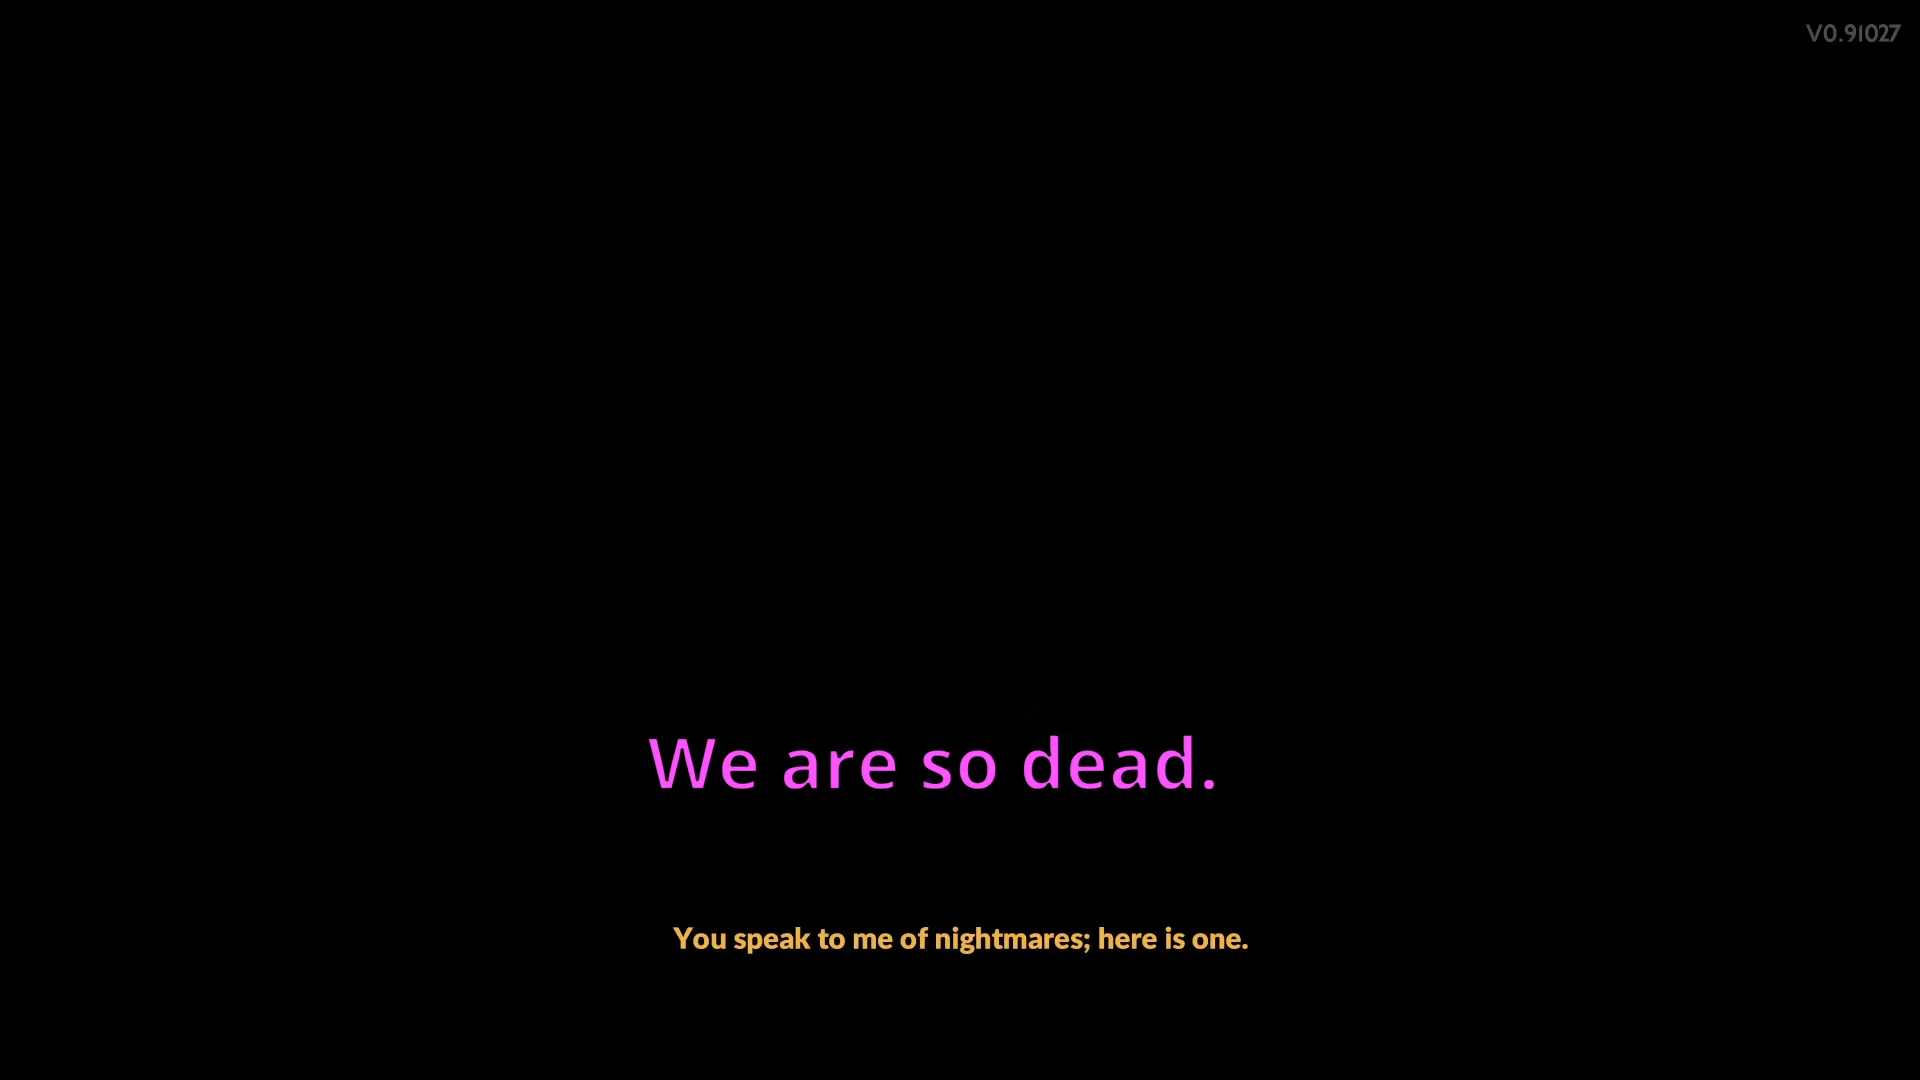 V0.91027
We are so dead.
You speak to me of nightmares; here is one.